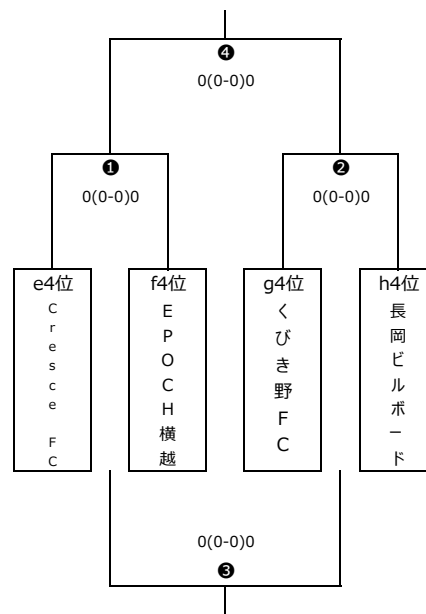 ❹
0(0-0)0
❶
❷
0(0-0)0
0(0-0)0
e4位
f4位
g4位
h4位
Cresce FC
EPOCH横越
くびき野FC
長岡ビルボード
0(0-0)0
❸